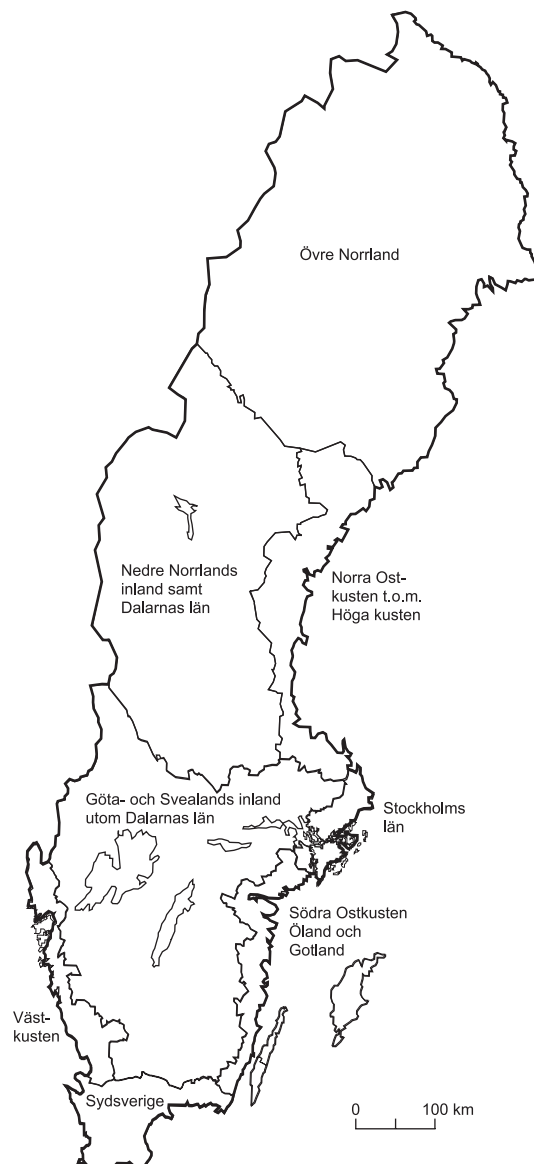 Övre Norrland
Nedre Norrlands
inland samt
Dalarnas län
Norra Ost-
kusten t.o.m.
Höga kusten
Göta- och Svealands inland
utom Dalarnas län
Stockholms
län
Södra Ostkusten
Öland och
Gotland
Väst-
kusten
Sydsverige
0 100 km